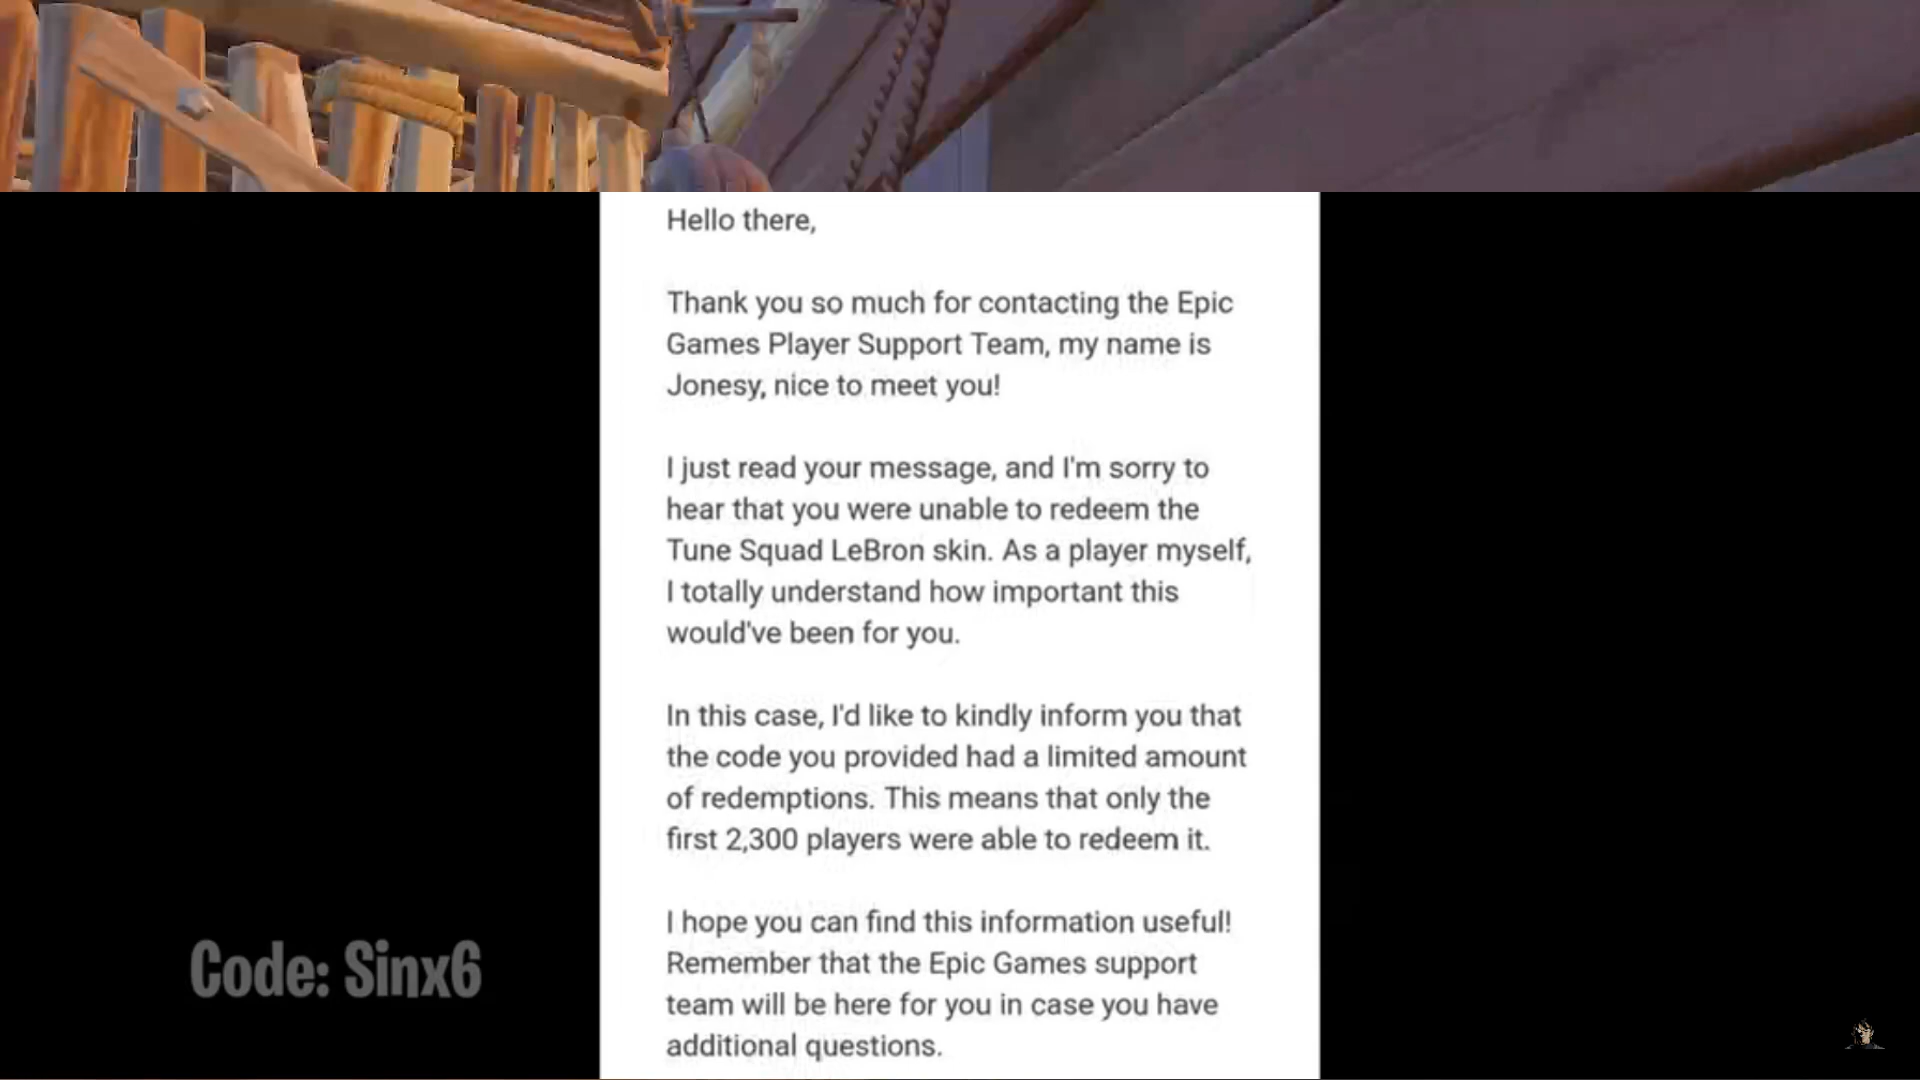 Hello there,
Thank you so much for contacting the Epic
Games Player Support Team, my name is
Jonesy, nice to meet you!
I just read your message, and I'm sorry to
hear that you were unable to redeem the
Tune Squad LeBron skin. As a player myself,
I totally understand how important this
would've been for you.
In this case, I'd like to kindly inform you that
the code you provided had a limited amount
of redemptions. This means that only the
first 2,300 players were able to redeem it.
I hope you can find this information useful!
Remember that the Epic Games support
team will be here for you in case you have
additional questions.
Code: Sinx6